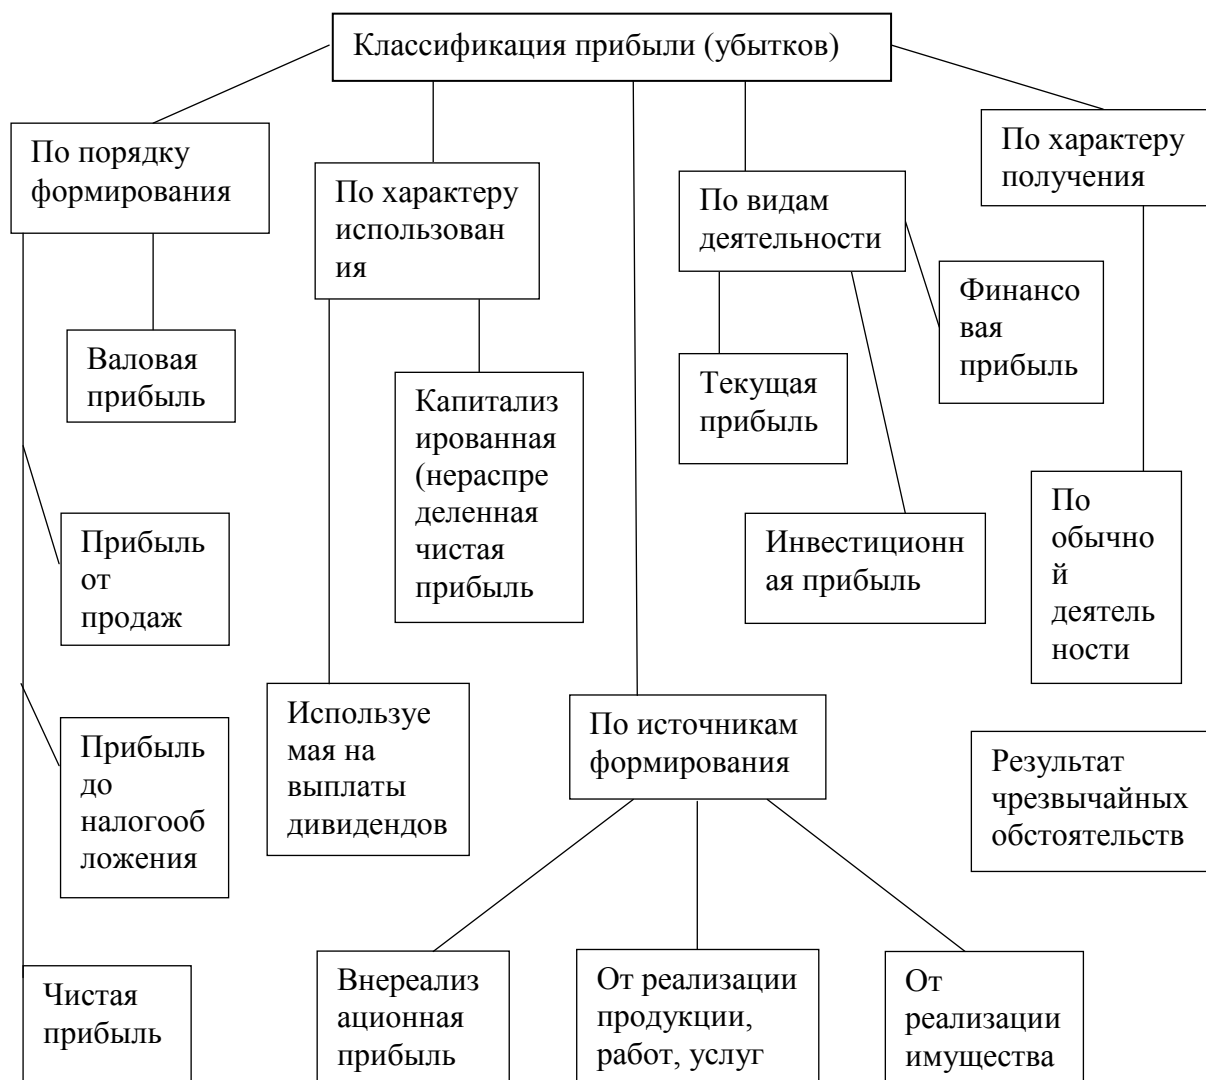 Классификация прибыли (убытков)
По порядку
формирования
По характеру
использован
ия
По видам
деятельности
По характеру
получения
Финансо
вая
прибыль
Валовая
прибыль
Текущая
прибыль
Капитализ
ированная
(нераспре
деленная
чистая
прибыль
По
обычно
й
деятель
ности
Прибыль
от
продаж
Инвестиционн
ая прибыль
Используе
мая на
выплаты
дивидендов
По источникам
формирования
Прибыль
до
налогооб
ложения
Результат
чрезвычайных
обстоятельств
Чистая
прибыль
Внереализ
ационная
прибыль
От реализации
продукции,
работ, услуг
От
реализации
имущества